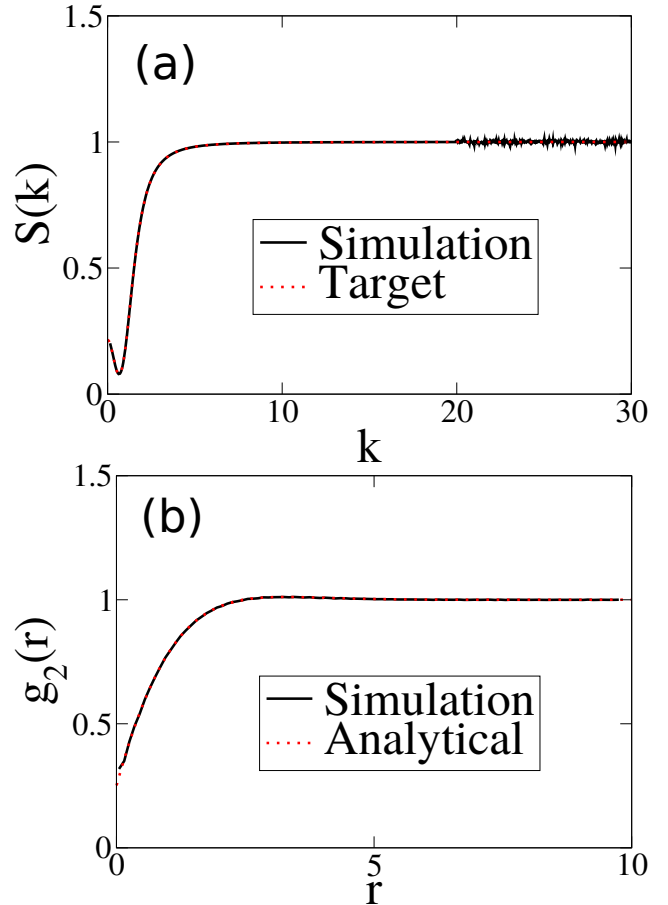 1.5
(a)
1
S(k)
0.5
Simulation
Target
0
0 10 20 30
k
1.5
(b)
1
g2(r)
0.5
Simulation
Analytical
0
0 5 10
r